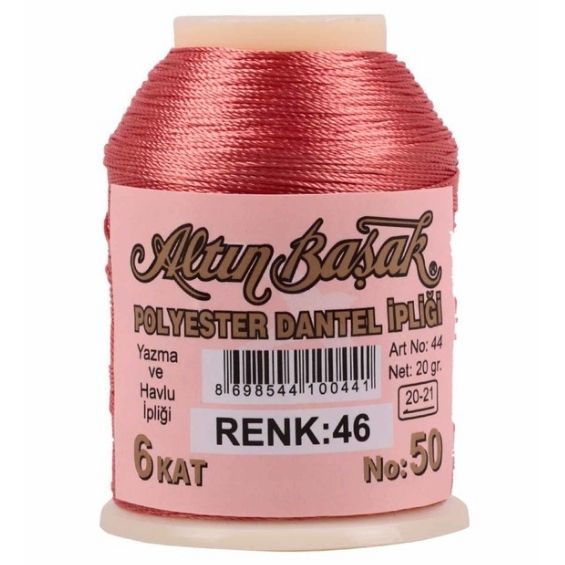 Altın Başak®
POLYESTER DANTEL İPLİĞİ
Yazma
ve
Havlu
İpliği
8 698544 100441
Art No: 44
Net: 20 gr.
20-21
RENK:46
6 KAT
No: 50